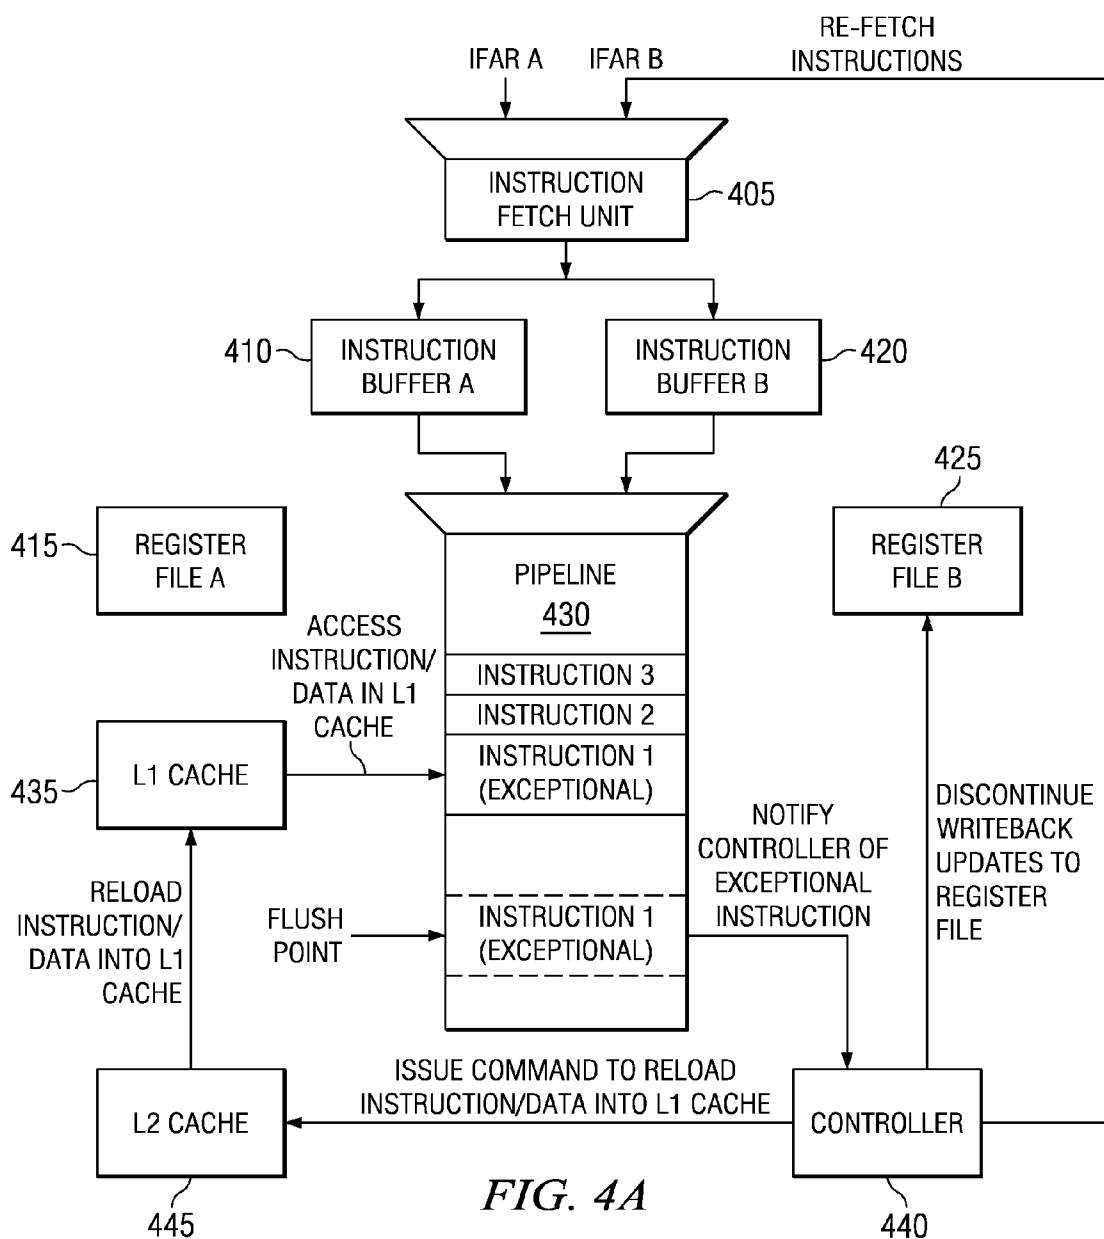 RE-FETCH
INSTRUCTIONS
IFAR A
IFAR B
INSTRUCTION
FETCH UNIT
405
410
INSTRUCTION
BUFFER A
INSTRUCTION
BUFFER B
420
425
415
REGISTER
FILE A
PIPELINE
430
REGISTER
FILE B
ACCESS
INSTRUCTION/
DATA IN L1
CACHE
INSTRUCTION 3
INSTRUCTION 2
INSTRUCTION 1
(EXCEPTIONAL)
L1 CACHE
435
NOTIFY
CONTROLLER OF
EXCEPTIONAL
INSTRUCTION
DISCONTINUE
WRITEBACK
UPDATES TO
REGISTER
FILE
RELOAD
INSTRUCTION/
DATA INTO L1
CACHE
FLUSH
POINT
INSTRUCTION 1
(EXCEPTIONAL)
ISSUE COMMAND TO RELOAD
INSTRUCTION/DATA INTO L1 CACHE
L2 CACHE
CONTROLLER
445
FIG. 4A
440